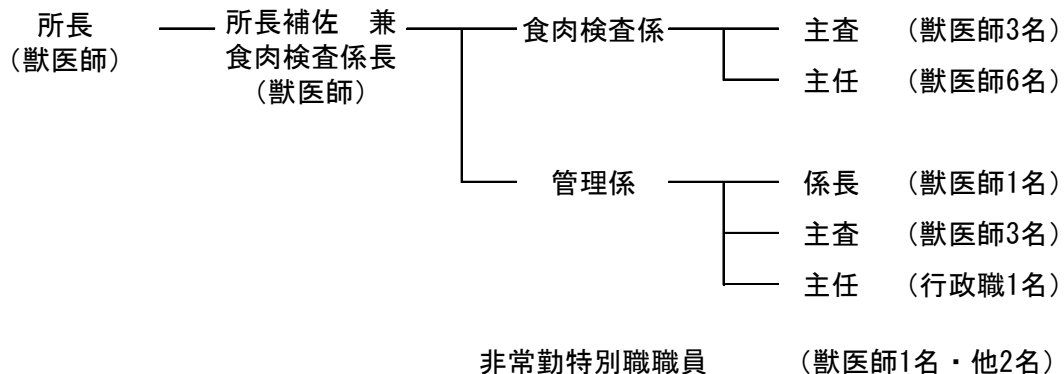 所長
（獣医師）
所長補佐　兼
食肉検査係長
（獣医師）
食肉検査係
主査　（獣医師3名）
主任　（獣医師6名）
管理係
係長　（獣医師1名）
主査　（獣医師3名）
主任　（行政職1名）
非常勤特別職職員　（獣医師1名・他2名）